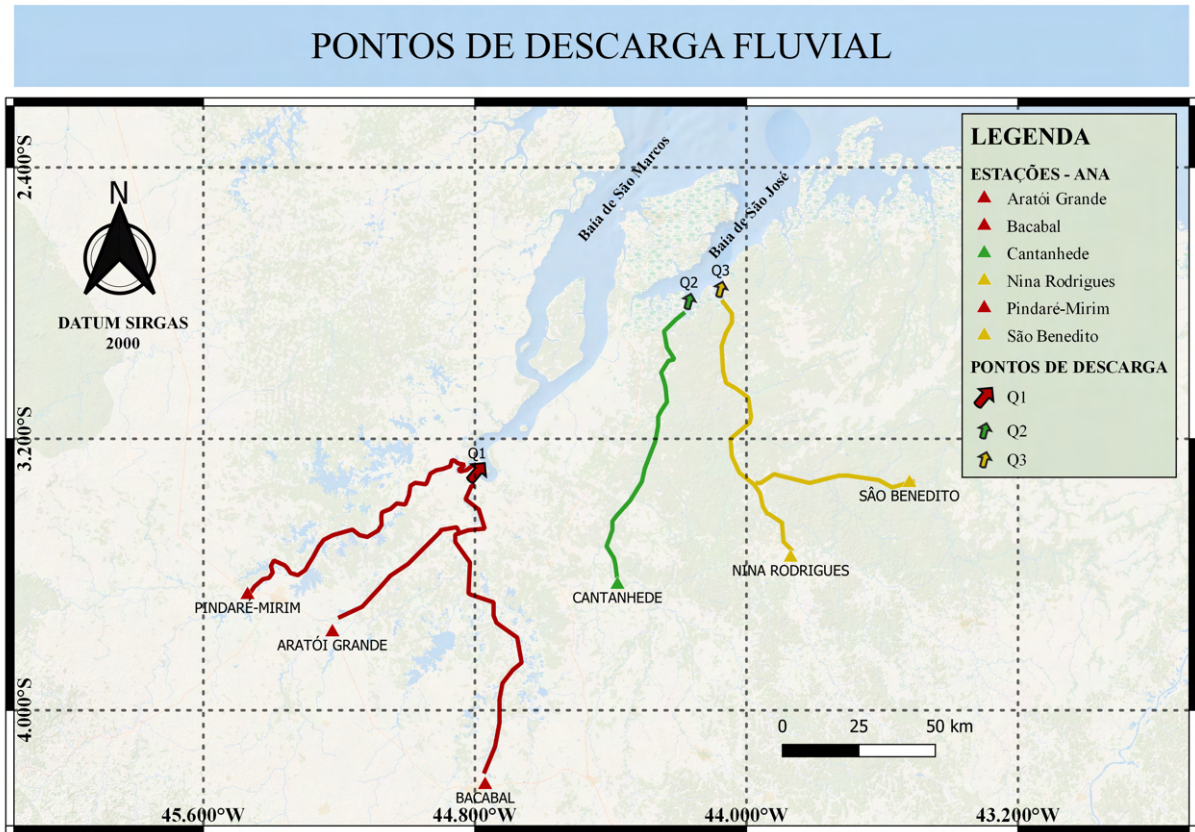 PONTOS DE DESCARGA FLUVIAL
LEGENDA
ESTAÇÕES - ANA
Aratói Grande
Bacabal
Cantanhede
Nina Rodrigues
Pindaré-Mirim
São Benedito
PONTOS DE DESCARGA
Q1
Q2
Q3
N
DATUM SIRGAS
2000
Baía de São Marcos
Baía de São José
Q2
Q3
Q1
SÂO BENEDITO
NINA RODRIGUES
CANTANHEDE
PINDARÉ-MIRIM
ARATÓI GRANDE
BACABAL
0 25 50 km
2.400°S
3.200°S
4.000°S
45.600°W
44.800°W
44.000°W
43.200°W